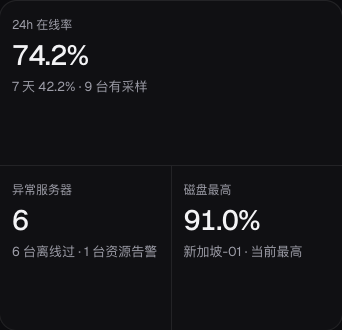 24h 在线率
74.2%
7 天 42.2% · 9 台有采样
异常服务器
6
6 台离线过 · 1 台资源告警
磁盘最高
91.0%
新加坡-01 · 当前最高